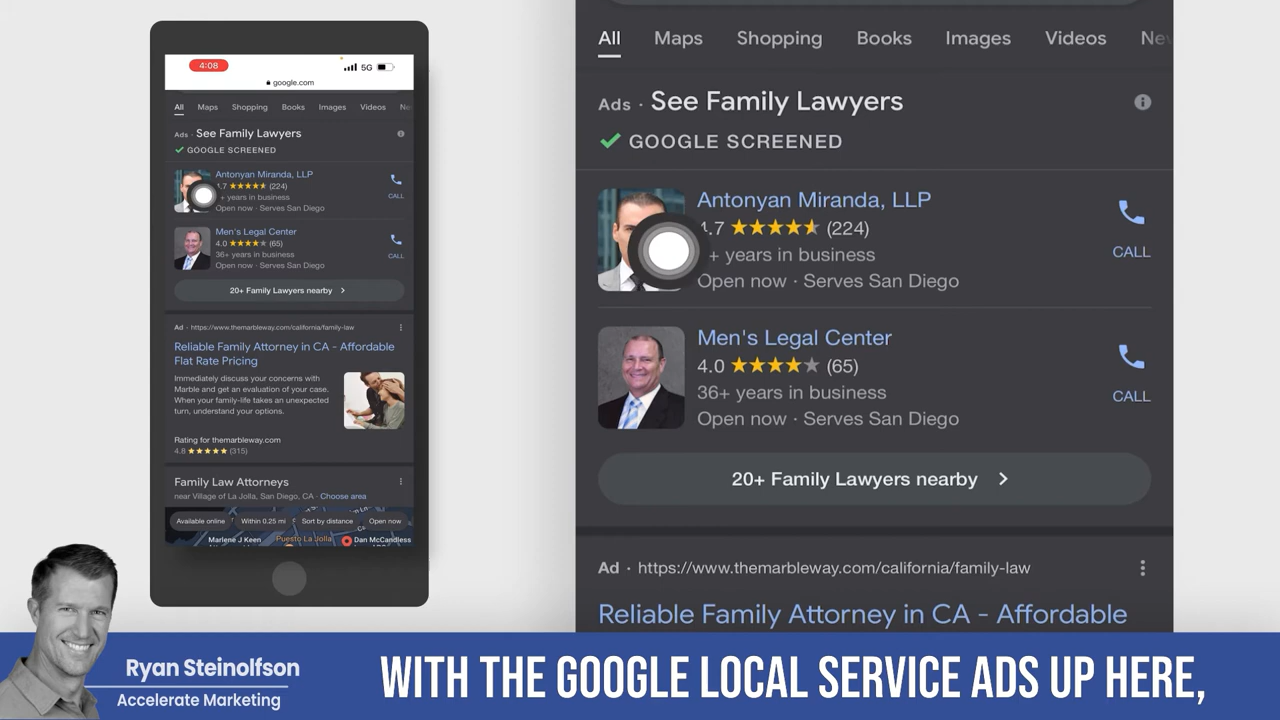 4:08
5G
google.com
All Maps Shopping Books Images Videos
Ads · See Family Lawyers
GOOGLE SCREENED
Antonyan Miranda, LLP
4.7 (224)
+ years in business
Open now · Serves San Diego
CALL
Men's Legal Center
4.0 (65)
36+ years in business
Open now · Serves San Diego
CALL
20+ Family Lawyers nearby
Ad · https://www.themarbleway.com/california/family-law
Reliable Family Attorney in CA - Affordable
Flat Rate Pricing
Immediately discuss your concerns with
Marble and get an evaluation of your case.
When your family-life takes an unexpected
turn, understand your options.
Rating for themarbleway.com
4.8 (315)
Family Law Attorneys
near Village of La Jolla, San Diego, CA · Choose area
Available online Within 0.25 mi Sort by distance Open now
Marlene J Keen Puesto La Jolla Dan McCandless
All Maps Shopping Books Images Videos
Ads · See Family Lawyers
GOOGLE SCREENED
Antonyan Miranda, LLP
4.7 (224)
+ years in business
Open now · Serves San Diego
CALL
Men's Legal Center
4.0 (65)
36+ years in business
Open now · Serves San Diego
CALL
20+ Family Lawyers nearby
Ad · https://www.themarbleway.com/california/family-law
Reliable Family Attorney in CA - Affordable
Ryan Steinolfson
Accelerate Marketing
WITH THE GOOGLE LOCAL SERVICE ADS UP HERE,